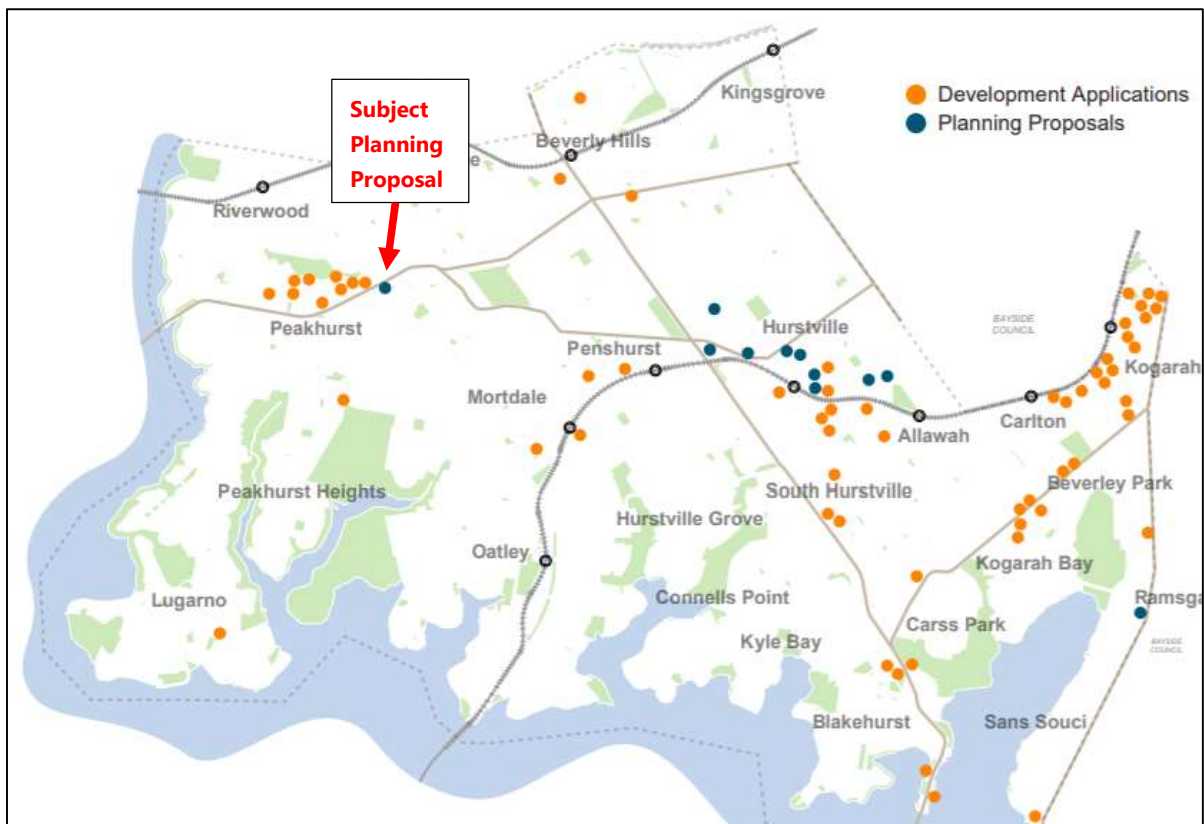 Kingsgrove
Development Applications
Planning Proposals
Subject
Planning
Proposal
Beverly Hills
e
Riverwood
BAYSIDE
COUNCIL
Peakhurst
Hurstville
Penshurst
Kogarah
Mortdale
Carlton
Allawah
Peakhurst Heights
South Hurstville
Beverley Park
Hurstville Grove
Oatley
Kogarah Bay
Lugarno
Connells Point
Ramsga
Carss Park
Kyle Bay
BAYSIDE
COUNCIL
Blakehurst
Sans Souci